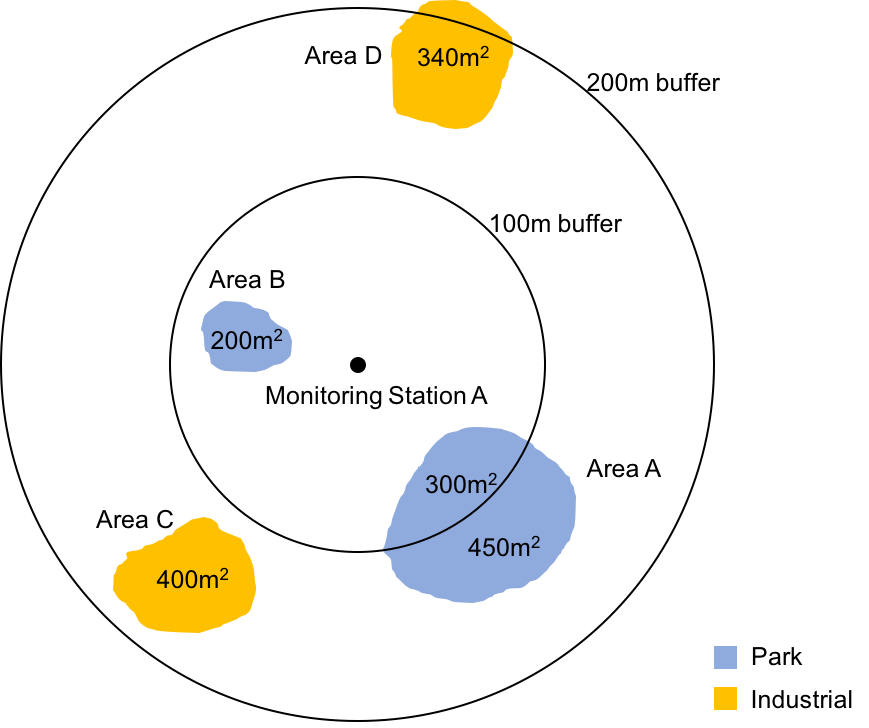 Area D
340m²
200m buffer
100m buffer
Area B
200m²
Monitoring Station A
Area A
300m²
Area C
450m²
400m²
Park
Industrial